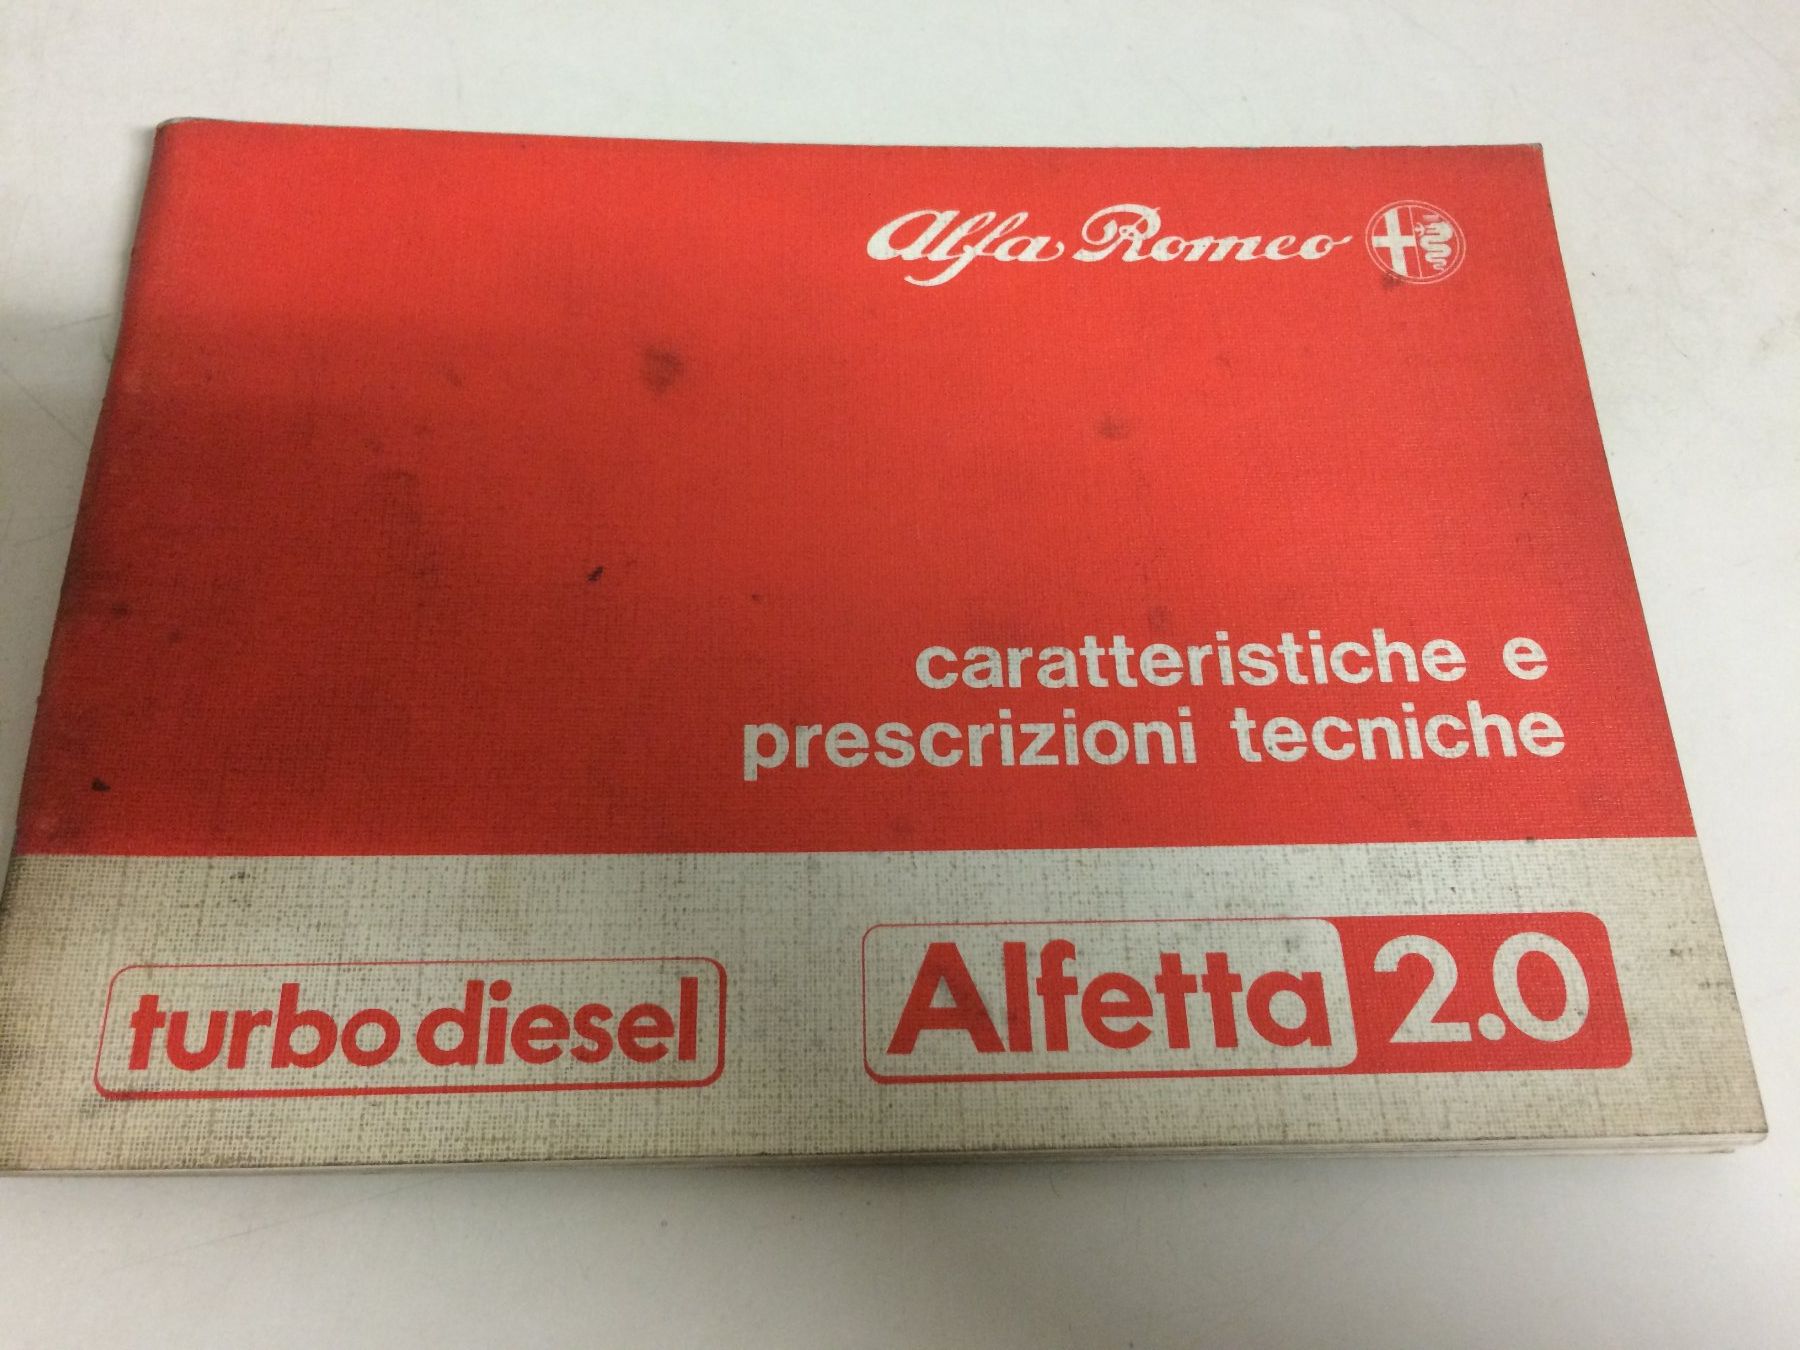 Alfa Romeo
caratteristiche e
prescrizioni tecniche
turbo diesel
Alfetta 2.0